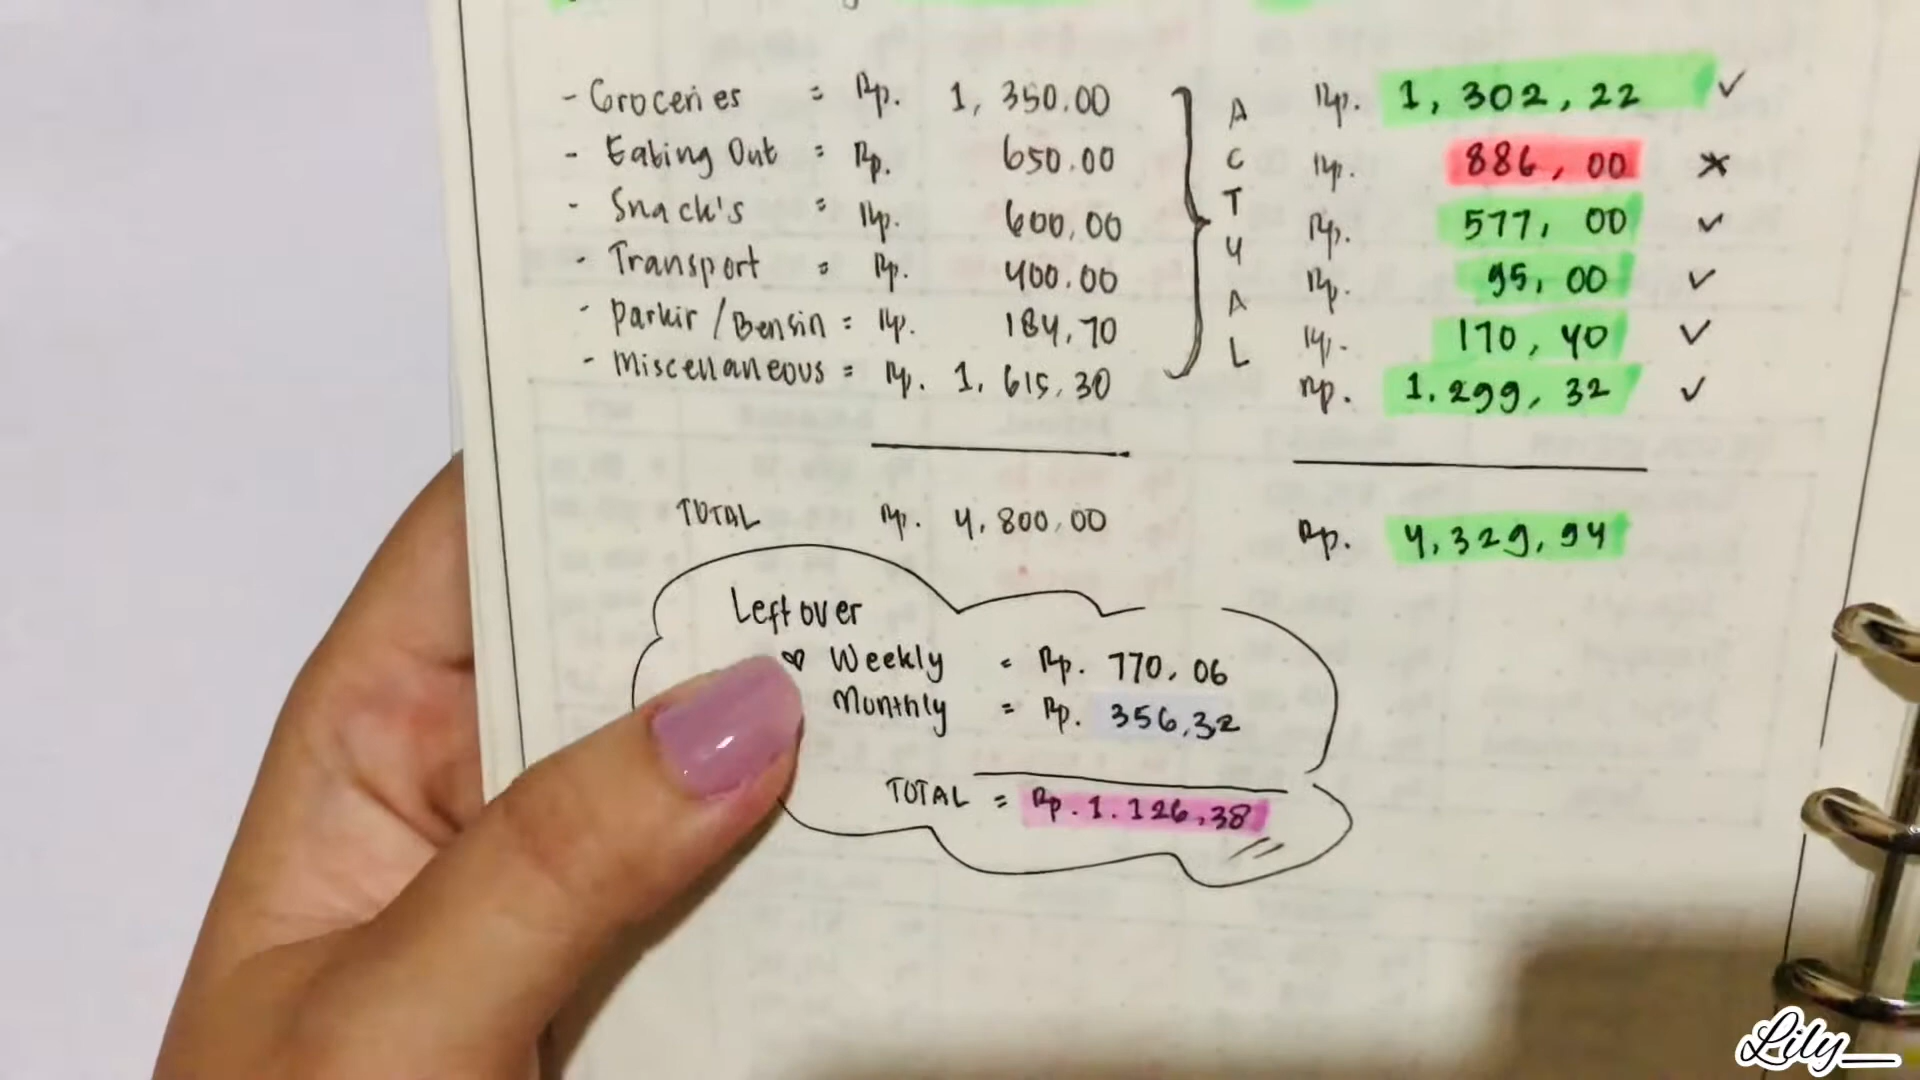 - Groceries = Rp. 1,350.00 Rp. 1,302,22 ✓
- Eating Out = Rp. 650.00 Rp. 886,00 ×
- Snack's = Rp. 600,00 Rp. 577,00 ✓
- Transport = Rp. 400.00 Rp. 95,00 ✓
- Parkir/Bensin = Rp. 184,70 Rp. 170,40 ✓
- Miscellaneous = Rp. 1.615,30 Rp. 1.299,32 ✓
ACTUAL
TOTAL Rp. 4,800,00 Rp. 4,329,94
Leftover
♡ Weekly = Rp. 770,06
Monthly = Rp. 356,32
TOTAL = Rp.1.126,38
Lily__